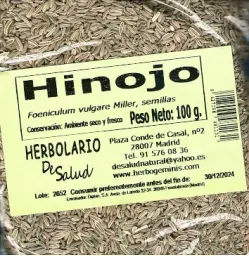 Hinojo
Foeniculum vulgare Miller, semillas
Conservación: Ambiente seco y fresco Peso Neto: 100 g.
HERBOLARIO
De
Salud
Plaza Conde de Casal, nº2
28007 Madrid
Tel. 91 576 08 36
desaludnatural@yahoo.es
www.herbogeminis.com
Lote: 2652 Consumir preferentemente antes del fin de: 30/12/2024